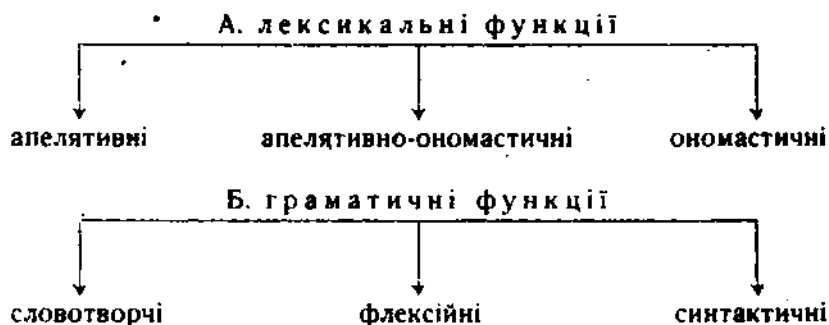 А. лексикальні функції
апелятивні апелятивно-ономастичні ономастичні
Б. граматичні функції
словотворчі флексійні синтактичні